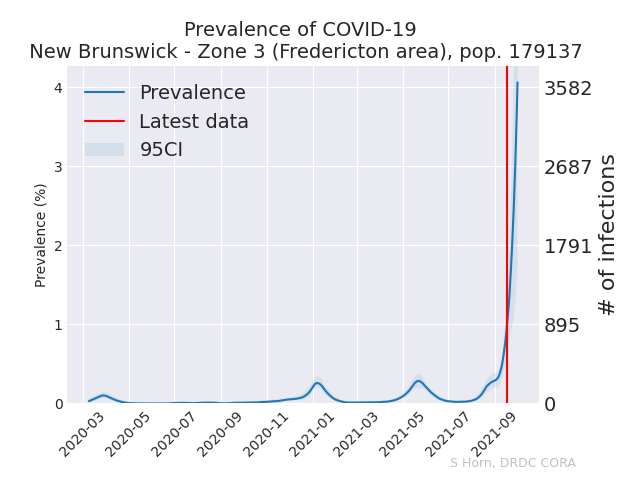 Prevalence of COVID-19
New Brunswick - Zone 3 (Fredericton area), pop. 179137
Prevalence
Latest data
95CI
Prevalence (%)
4
3
2
1
0
3582
2687
1791
895
0
# of infections
2020-03
2020-05
2020-07
2020-09
2020-11
2021-01
2021-03
2021-05
2021-07
2021-09
S Horn, DRDC CORA